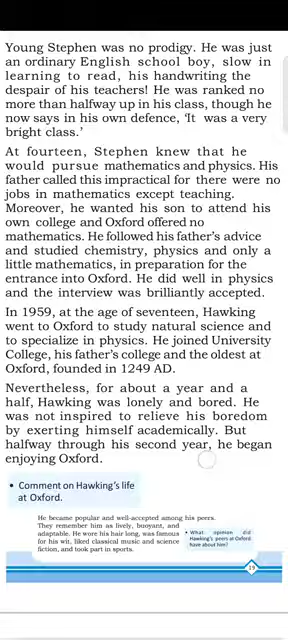 Young Stephen was no prodigy. He was just
an ordinary English school boy, slow in
learning to read, his handwriting the
despair of his teachers! He was ranked no
more than halfway up in his class, though he
now says in his own defence, ‘It was a very
bright class.’
At fourteen, Stephen knew that he
would pursue mathematics and physics. His
father called this impractical for there were no
jobs in mathematics except teaching.
Moreover, he wanted his son to attend his
own college and Oxford offered no
mathematics. He followed his father’s advice
and studied chemistry, physics and only a
little mathematics, in preparation for the
entrance into Oxford. He did well in physics
and the interview was brilliantly accepted.
In 1959, at the age of seventeen, Hawking
went to Oxford to study natural science and
to specialize in physics. He joined University
College, his father’s college and the oldest at
Oxford, founded in 1249 AD.
Nevertheless, for about a year and a
half, Hawking was lonely and bored. He
was not inspired to relieve his boredom
by exerting himself academically. But
halfway through his second year, he began
enjoying Oxford.
• Comment on Hawking’s life
at Oxford.
He became popular and well-accepted among his peers.
They remember him as lively, buoyant, and
adaptable. He wore his hair long, was famous
for his wit, liked classical music and science
fiction, and took part in sports.
• What opinion did
Hawking’s peers at Oxford
have about him?
19